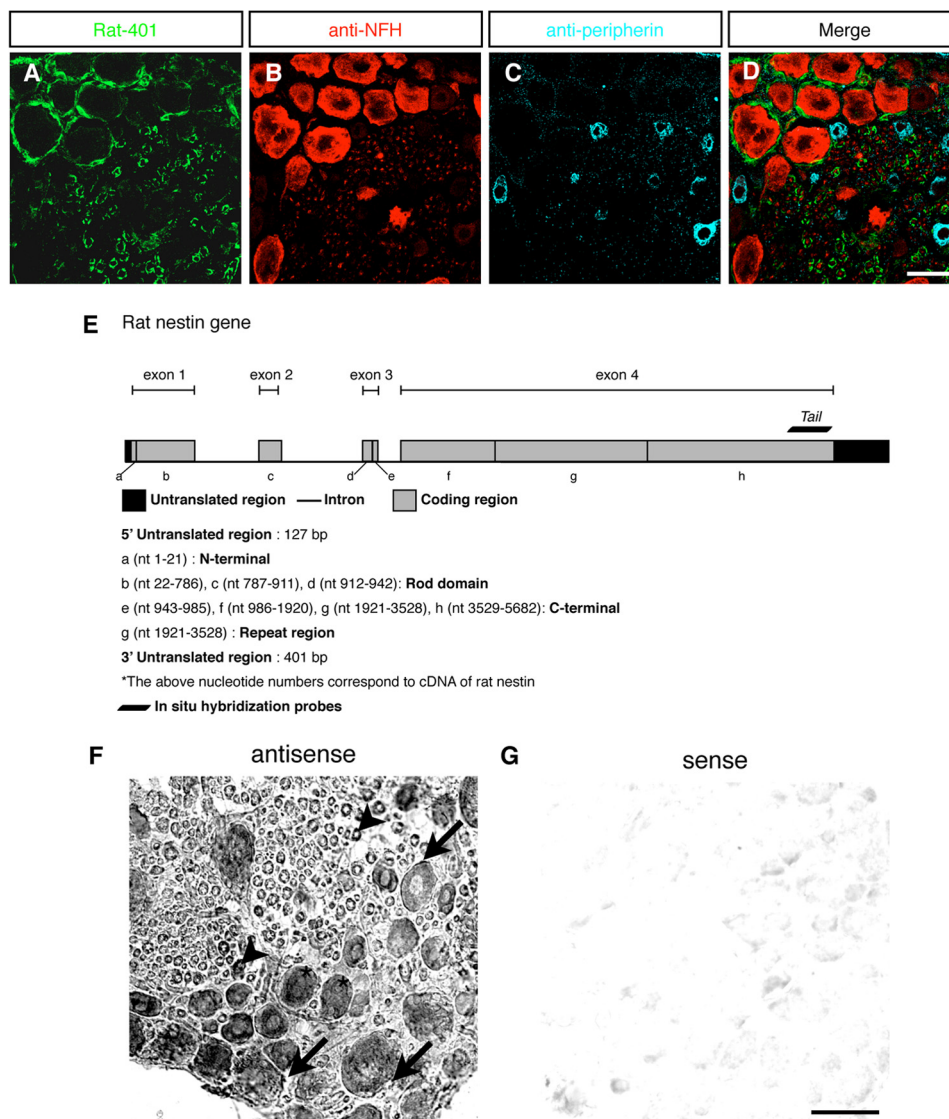 Rat-401 anti-NFH anti-peripherin Merge
A B C D
E Rat nestin gene
exon 1 exon 2 exon 3 exon 4
Tail
a b c d e f g h
Untranslated region Intron Coding region
5’ Untranslated region : 127 bp
a (nt 1-21) : N-terminal
b (nt 22-786), c (nt 787-911), d (nt 912-942): Rod domain
e (nt 943-985), f (nt 986-1920), g (nt 1921-3528), h (nt 3529-5682): C-terminal
g (nt 1921-3528) : Repeat region
3’ Untranslated region : 401 bp
*The above nucleotide numbers correspond to cDNA of rat nestin
In situ hybridization probes
F antisense G sense
* *